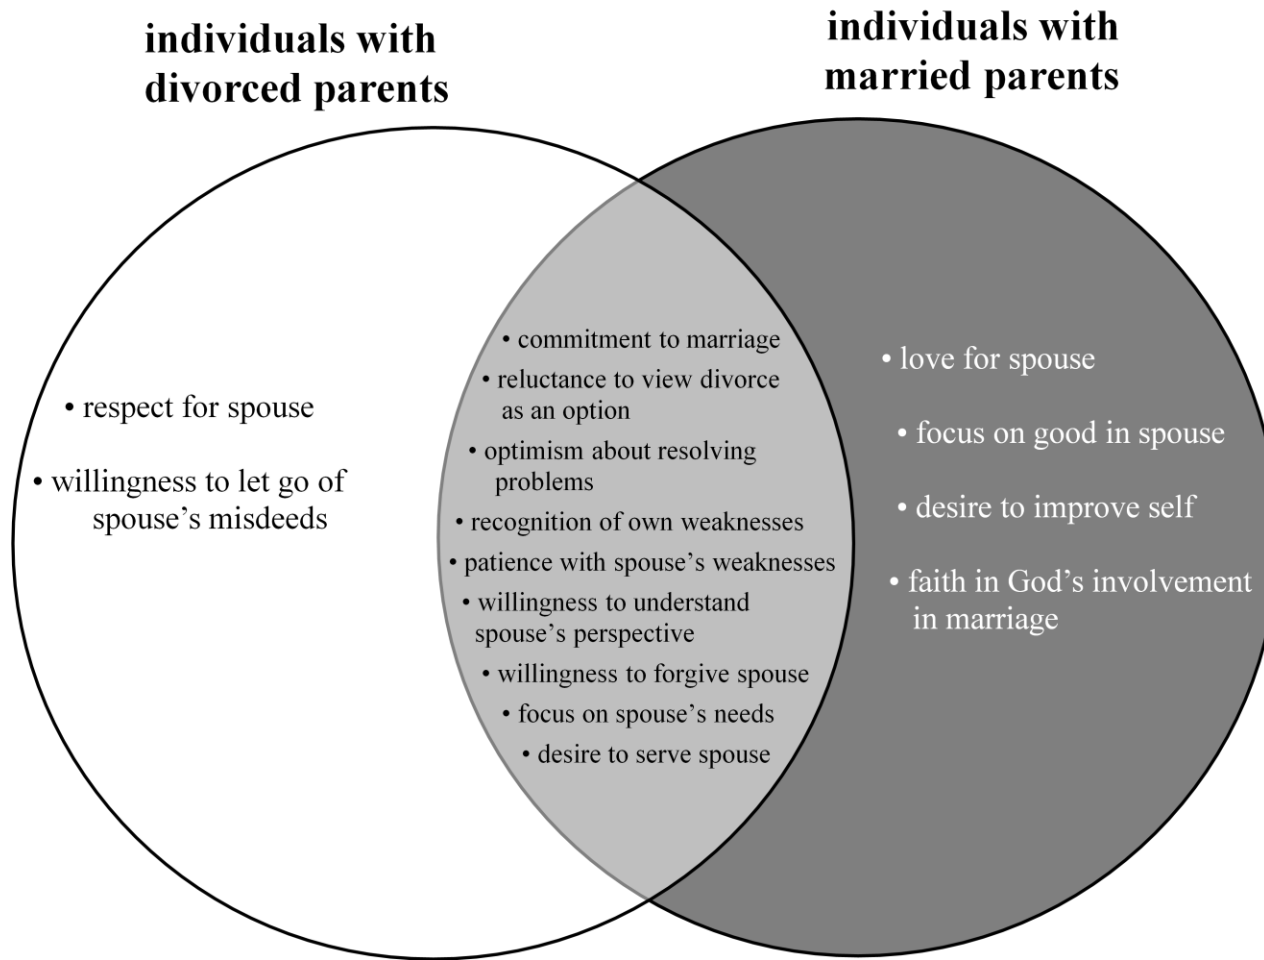 individuals with
divorced parents
individuals with
married parents
• respect for spouse
• willingness to let go of
spouse’s misdeeds
• commitment to marriage
• reluctance to view divorce
as an option
• optimism about resolving
problems
• recognition of own weaknesses
• patience with spouse’s weaknesses
• willingness to understand
spouse’s perspective
• willingness to forgive spouse
• focus on spouse’s needs
• desire to serve spouse
• love for spouse
• focus on good in spouse
• desire to improve self
• faith in God’s involvement
in marriage